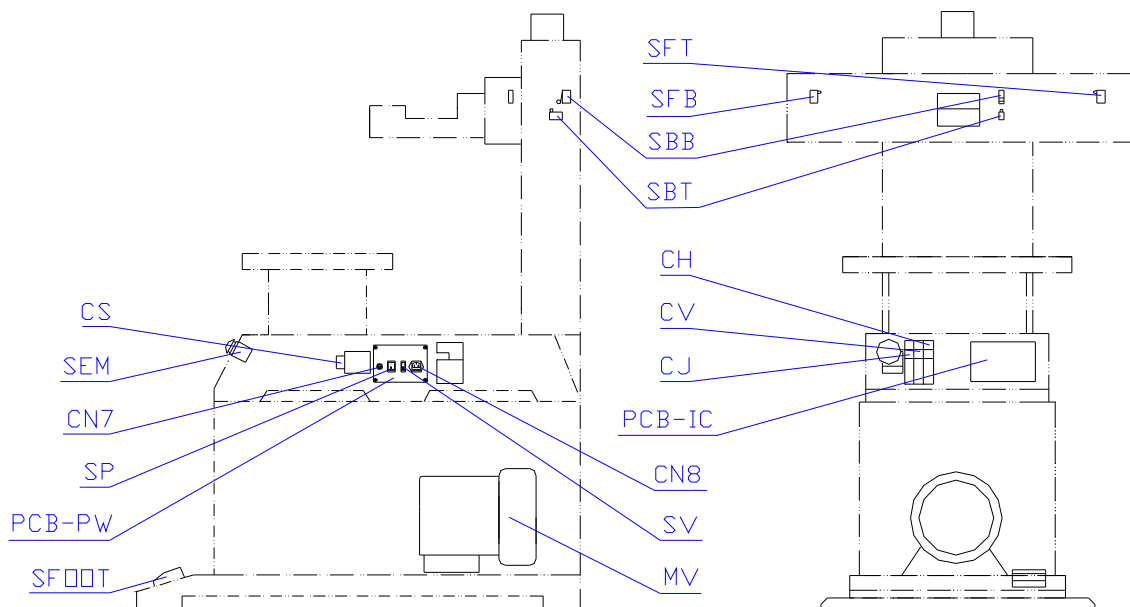 SFT
SFB
SBB
SBT
CH
CS
CV
SEM
CJ
CN7
PCB-IC
SP
CN8
PCB-PW
SV
SFOOT
MV